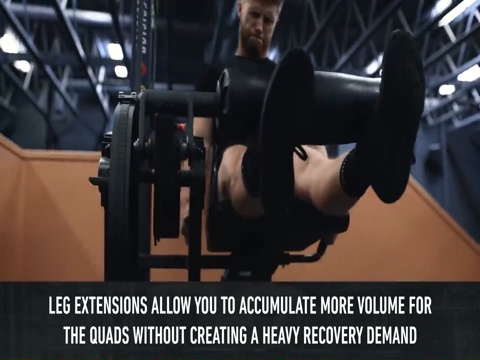 LEG EXTENSIONS ALLOW YOU TO ACCUMULATE MORE VOLUME FOR
THE QUADS WITHOUT CREATING A HEAVY RECOVERY DEMAND